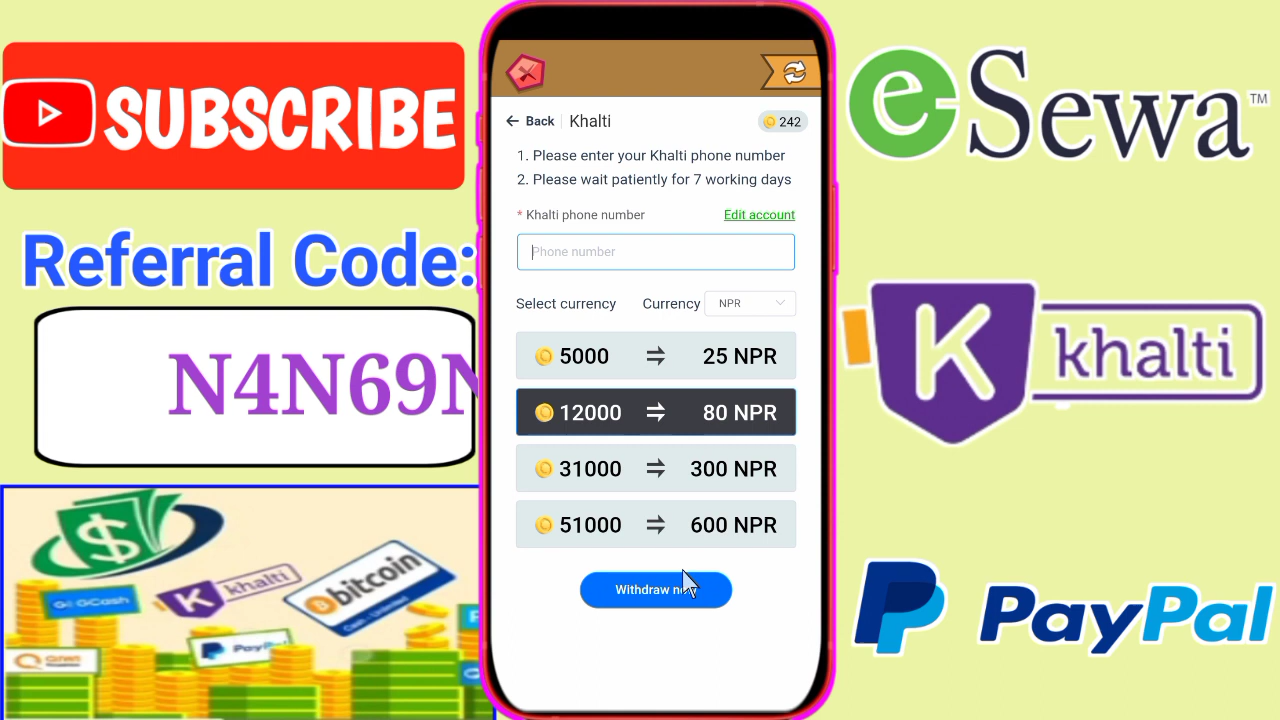 SUBSCRIBE
Referral Code:
N4N69N
Back
Khalti
242
1. Please enter your Khalti phone number
2. Please wait patiently for 7 working days
* Khalti phone number
Edit account
Phone number
Select currency
Currency
NPR
5000 ⇌ 25 NPR
12000 ⇌ 80 NPR
31000 ⇌ 300 NPR
51000 ⇌ 600 NPR
Withdraw
eSewa™
khalti
PayPal
$
GCash
khalti
bitcoin
PayPal